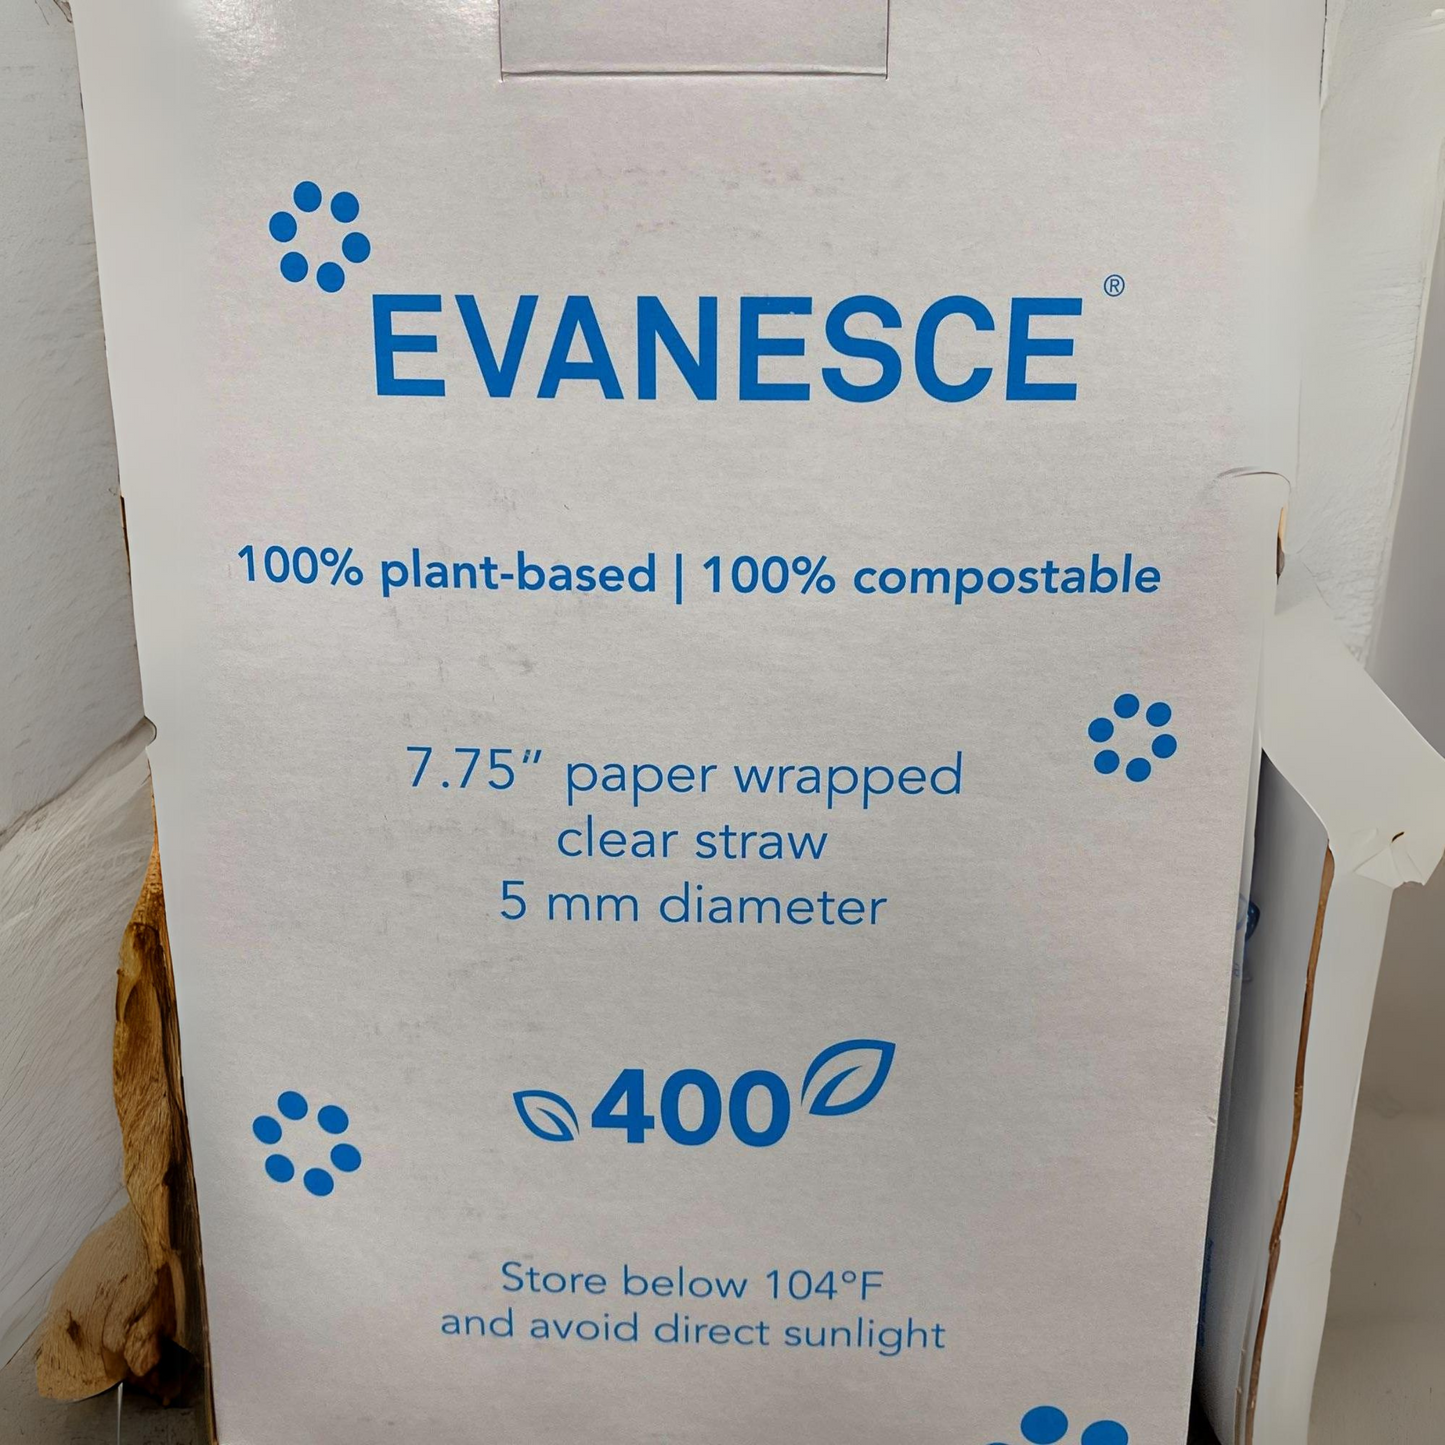 EVANESCE®
100% plant-based | 100% compostable
7.75” paper wrapped
clear straw
5 mm diameter
400
Store below 104°F
and avoid direct sunlight